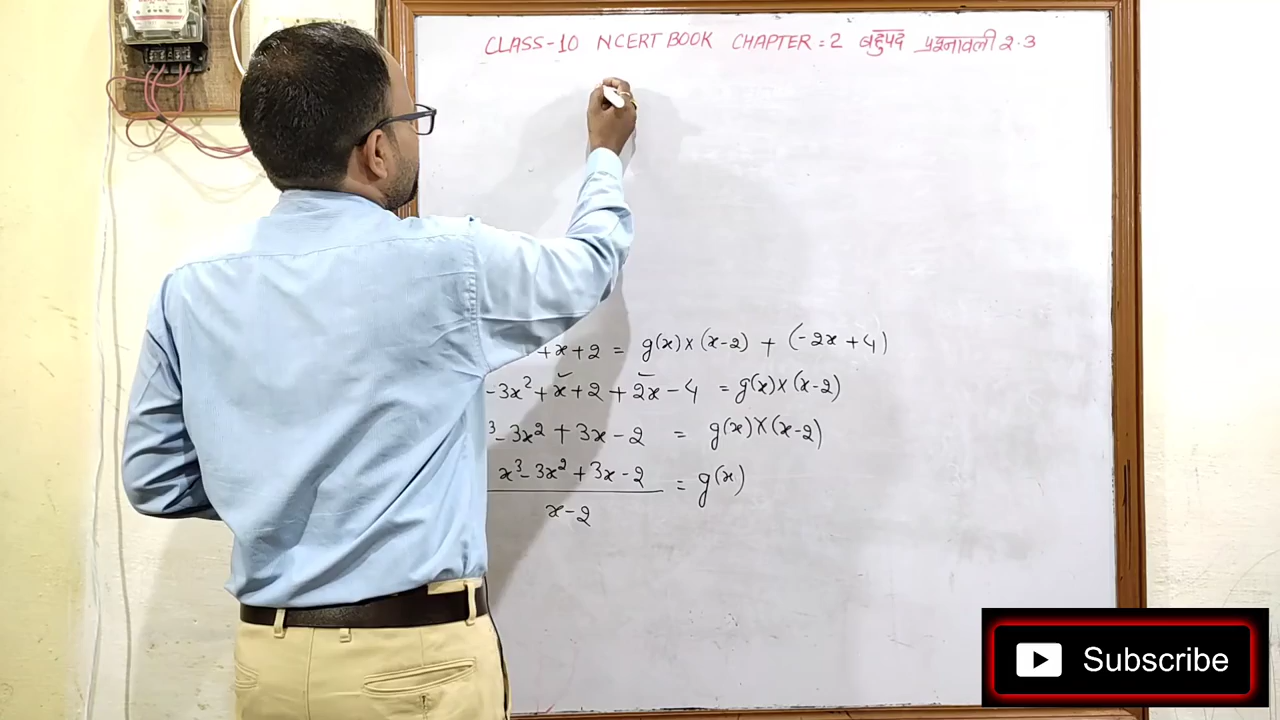 CLASS-10 NCERT BOOK CHAPTER:2 बहुपद प्रश्नावली 2.3
+x+2 = g(x)×(x-2) + (-2x+4)
-3x²+x+2+2x-4 = g(x)×(x-2)
³-3x²+3x-2 = g(x)×(x-2)
x³-3x²+3x-2 = g(x)
x-2
Subscribe